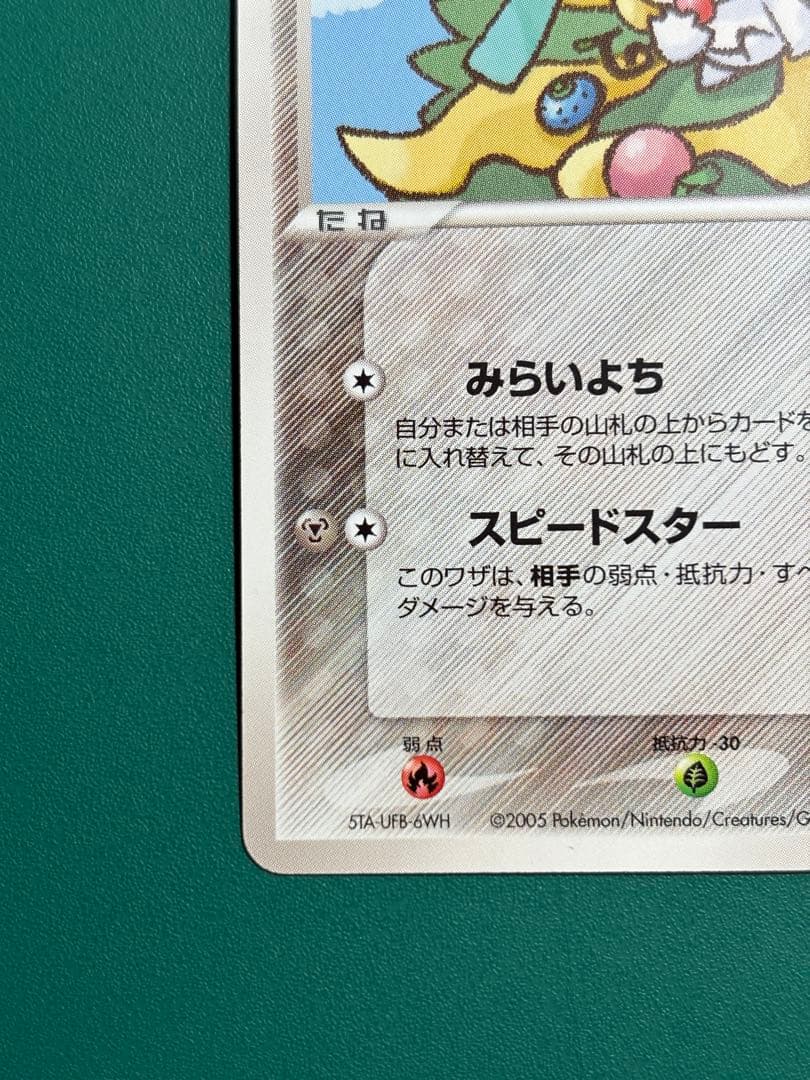 たね
みらいよち
自分または相手の山札の上からカードを
に入れ替えて、その山札の上にもどす。
スピードスター
このワザは、相手の弱点・抵抗力・すべ
ダメージを与える。
弱点 抵抗力 -30
5TA-UFB-6WH ©2005 Pokémon/Nintendo/Creatures/G